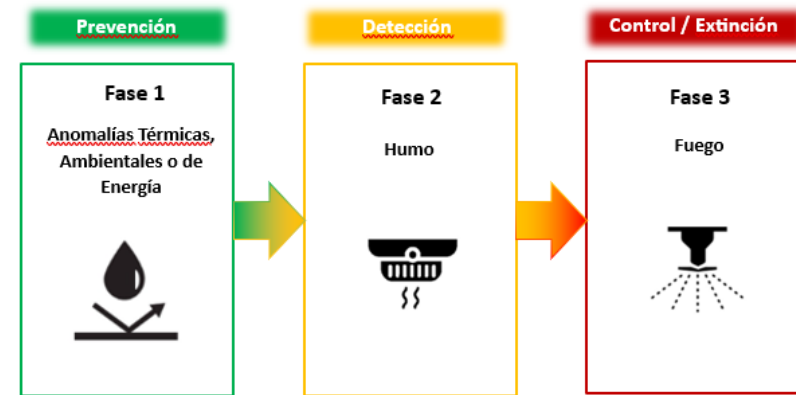 Prevención
Detección
Control / Extinción
Fase 1
Anomalías Térmicas,
Ambientales o de
Energía
Fase 2
Humo
Fase 3
Fuego